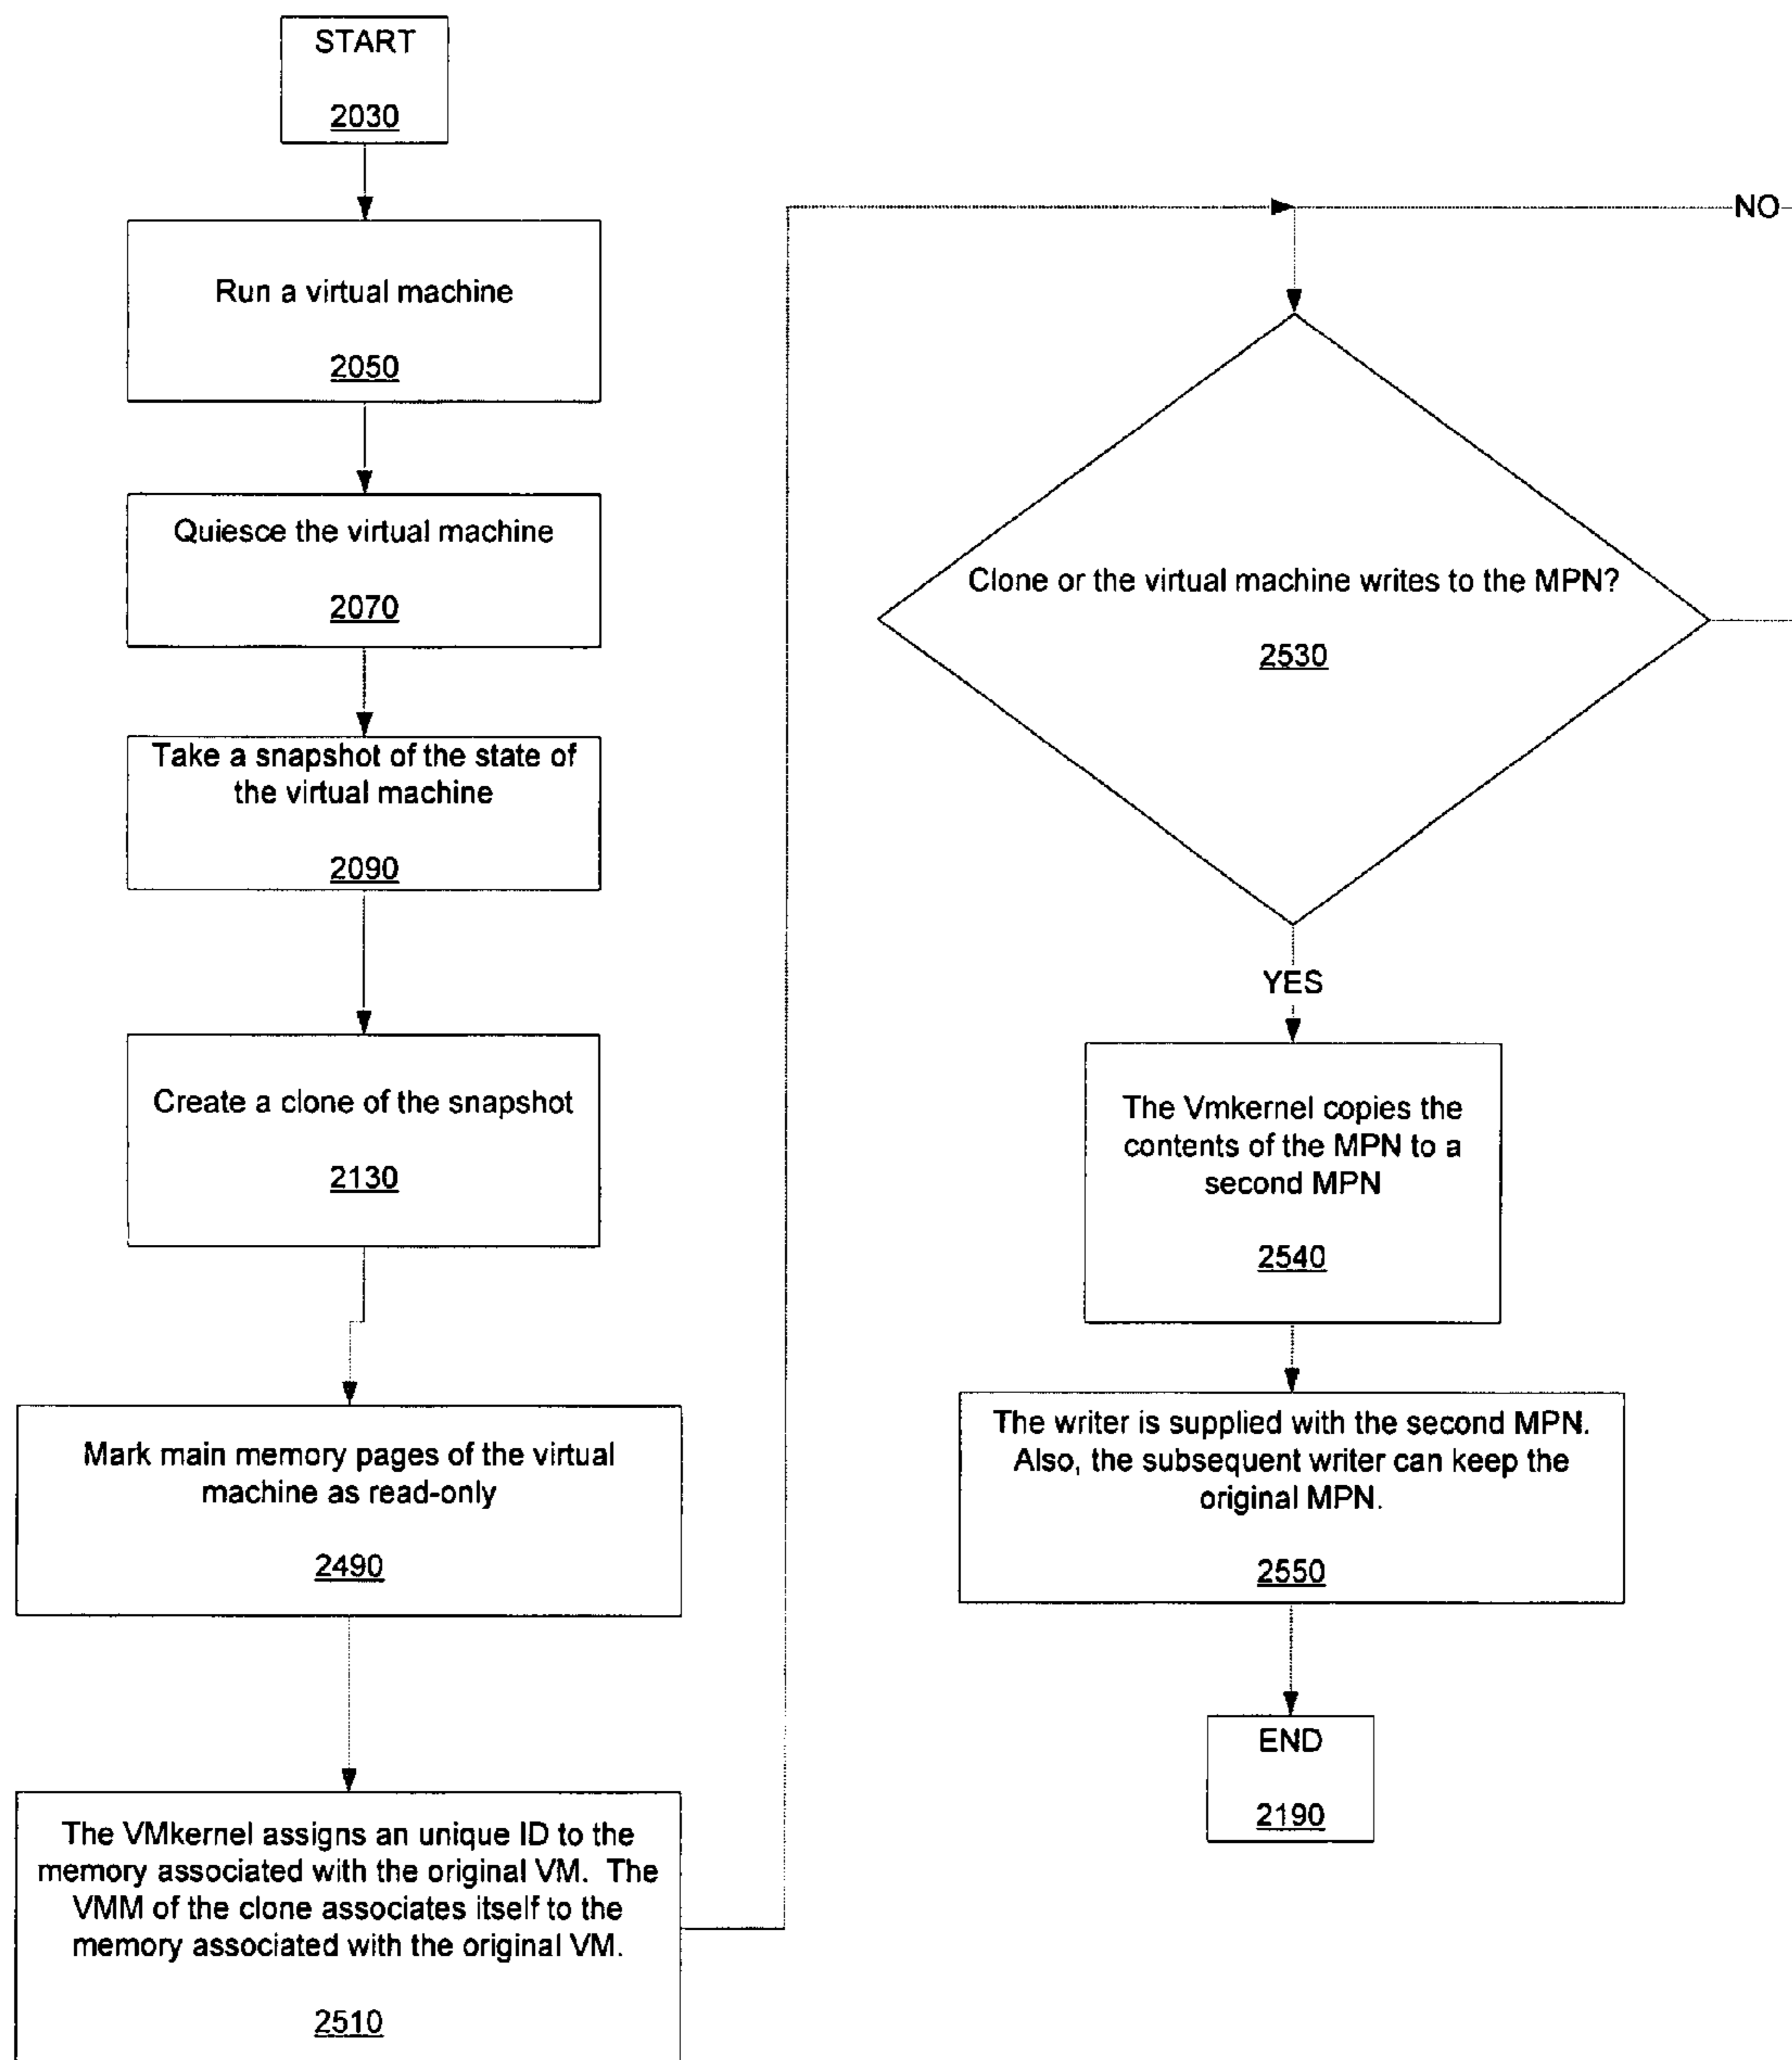 START
2030
Run a virtual machine
2050
Quiesce the virtual machine
2070
Take a snapshot of the state of
the virtual machine
2090
Create a clone of the snapshot
2130
Mark main memory pages of the virtual
machine as read-only
2490
The VMkernel assigns an unique ID to the
memory associated with the original VM. The
VMM of the clone associates itself to the
memory associated with the original VM.
2510
NO
Clone or the virtual machine writes to the MPN?
2530
YES
The Vmkernel copies the
contents of the MPN to a
second MPN
2540
The writer is supplied with the second MPN.
Also, the subsequent writer can keep the
original MPN.
2550
END
2190